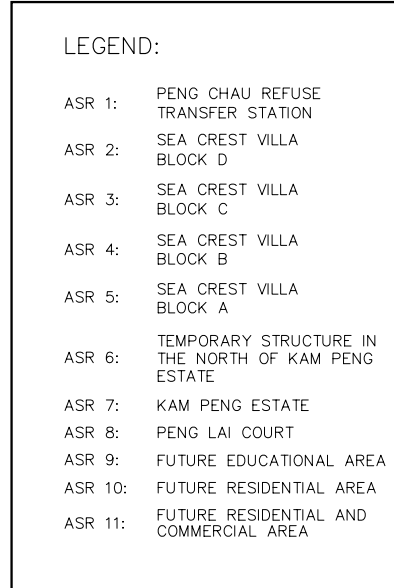 LEGEND:
ASR 1: PENG CHAU REFUSE
TRANSFER STATION
ASR 2: SEA CREST VILLA
BLOCK D
ASR 3: SEA CREST VILLA
BLOCK C
ASR 4: SEA CREST VILLA
BLOCK B
ASR 5: SEA CREST VILLA
BLOCK A
ASR 6: TEMPORARY STRUCTURE IN
THE NORTH OF KAM PENG
ESTATE
ASR 7: KAM PENG ESTATE
ASR 8: PENG LAI COURT
ASR 9: FUTURE EDUCATIONAL AREA
ASR 10: FUTURE RESIDENTIAL AREA
ASR 11: FUTURE RESIDENTIAL AND
COMMERCIAL AREA